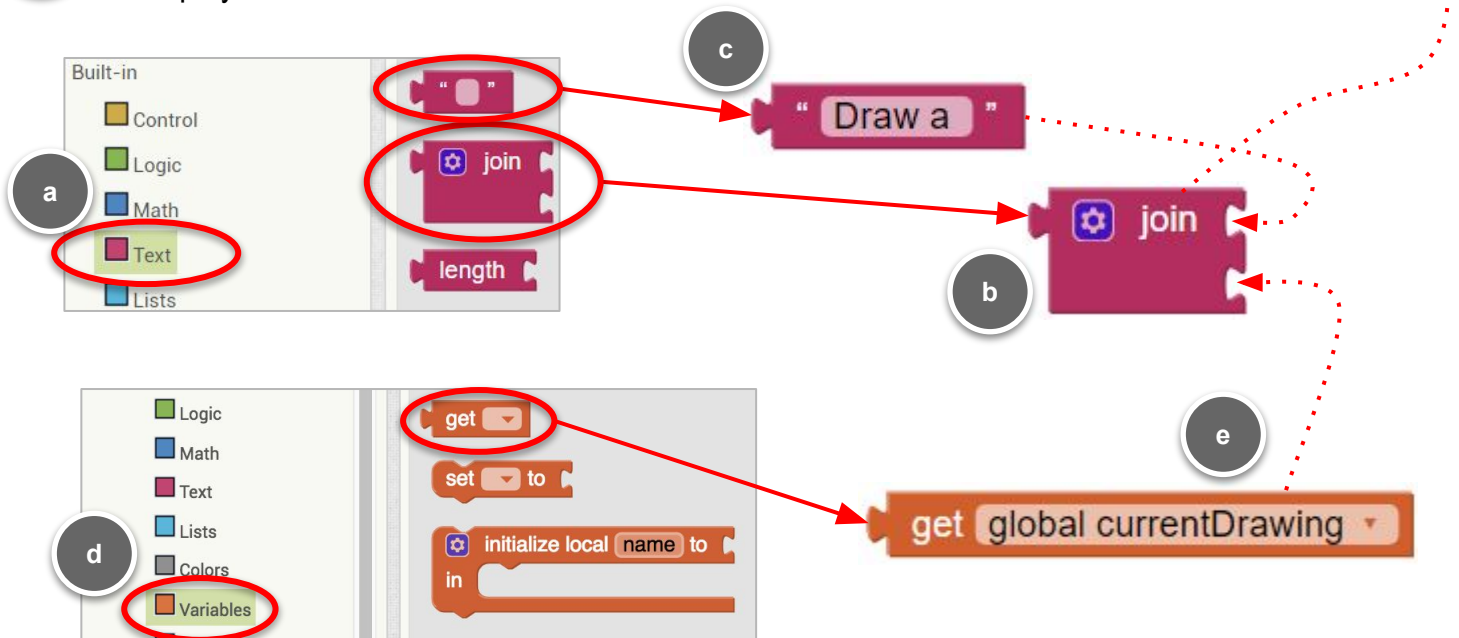 c
Built-in
" "
Control
" Draw a "
Logic
join
a
Math
join
Text
length
b
Lists
Logic
get
Math
e
Text
set to
Lists
get global currentDrawing
d
initialize local name to
Colors
in
Variables